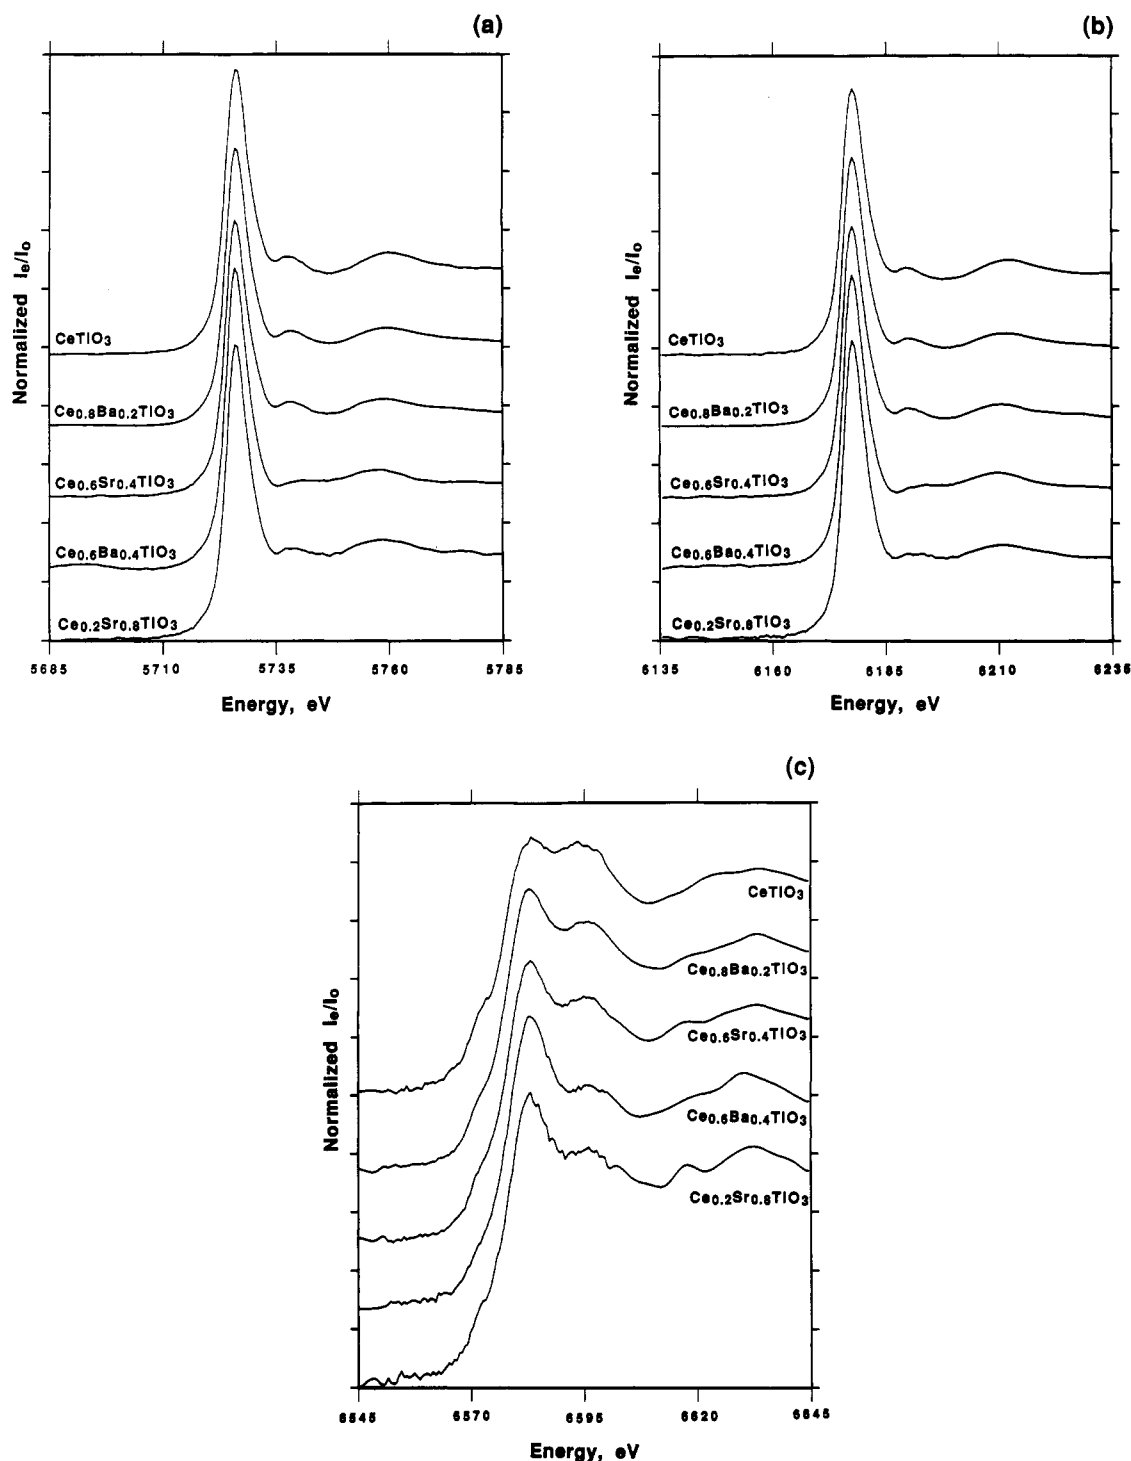 (a)
Normalized Ie/Io
CeTiO3
Ce0.8Ba0.2TiO3
Ce0.6Sr0.4TiO3
Ce0.6Ba0.4TiO3
Ce0.2Sr0.8TiO3
5685 5710 5735 5760 5785
Energy, eV
(b)
Normalized Ie/Io
CeTiO3
Ce0.8Ba0.2TiO3
Ce0.6Sr0.4TiO3
Ce0.6Ba0.4TiO3
Ce0.2Sr0.8TiO3
6135 6160 6185 6210 6235
Energy, eV
(c)
Normalized Ie/Io
CeTiO3
Ce0.8Ba0.2TiO3
Ce0.6Sr0.4TiO3
Ce0.6Ba0.4TiO3
Ce0.2Sr0.8TiO3
6545 6570 6595 6620 6645
Energy, eV